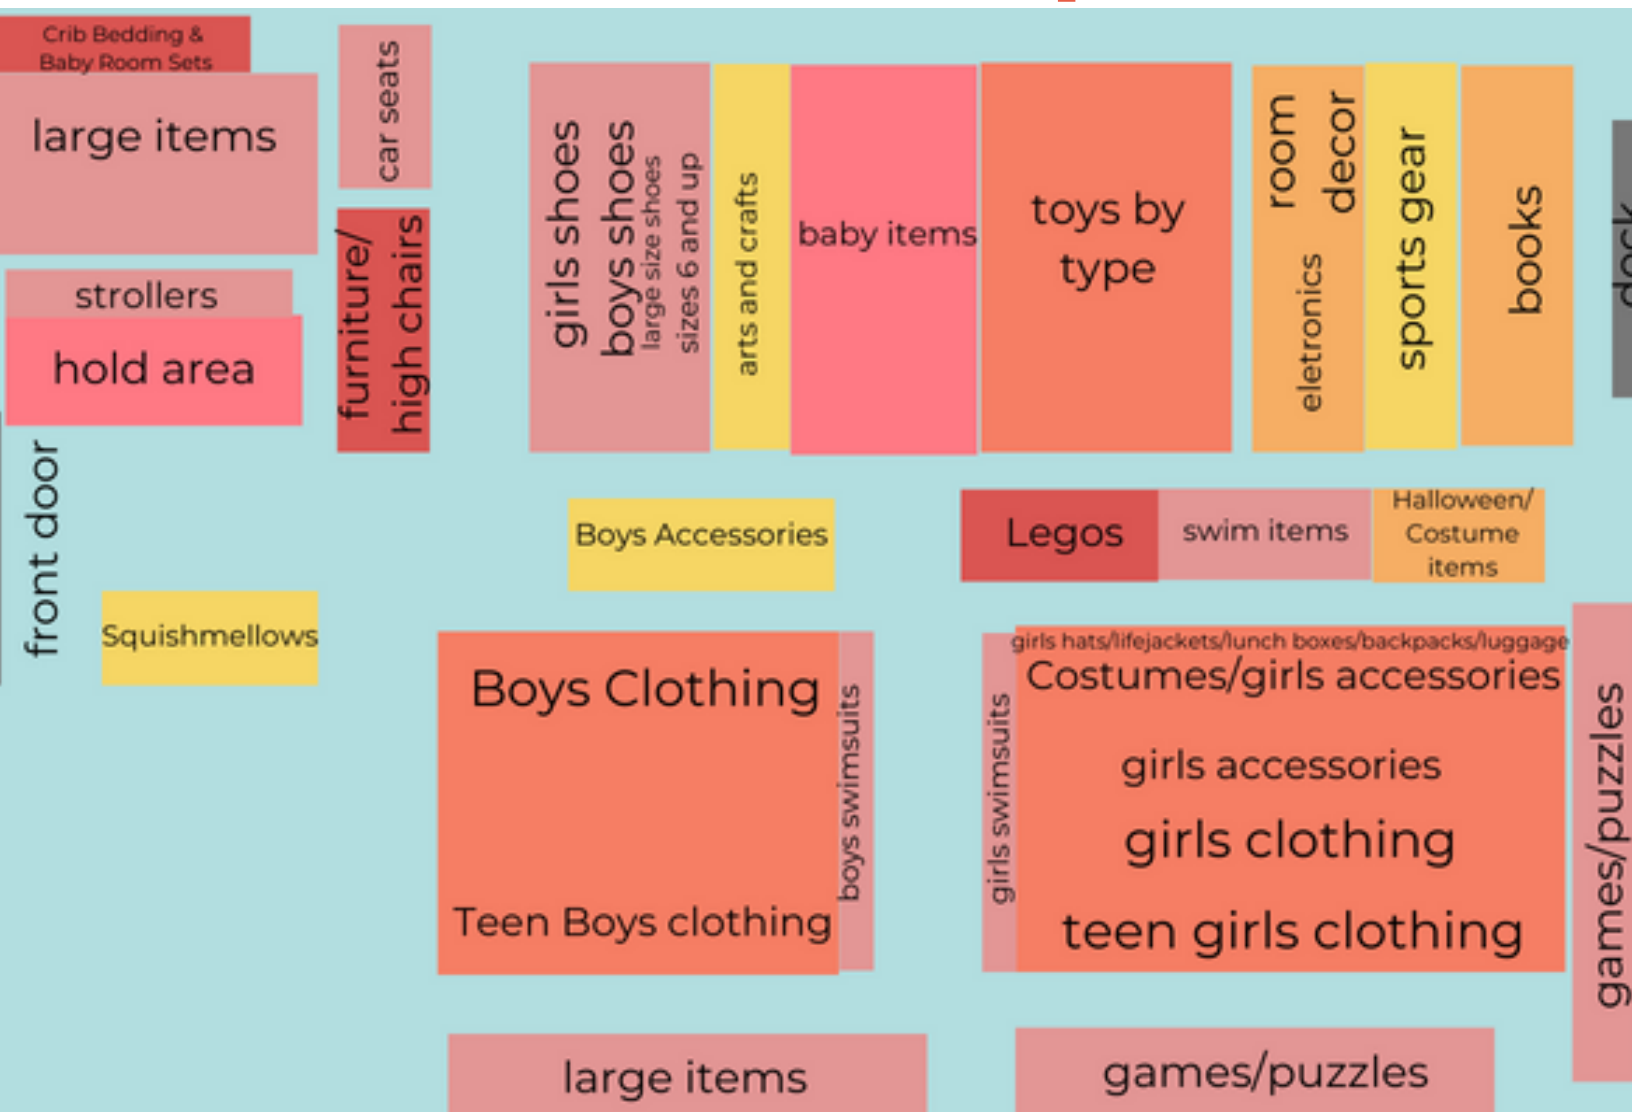 Crib Bedding &
Baby Room Sets
large items
strollers
hold area
front door
Squishmellows
car seats
furniture/
high chairs
girls shoes
boys shoes
large size shoes
sizes 6 and up
arts and crafts
baby items
toys by
type
room
decor
eletronics
sports gear
books
dock
Boys Accessories
Legos
swim items
Halloween/
Costume
items
Boys Clothing
Teen Boys clothing
boys swimsuits
girls swimsuits
girls hats/lifejackets/lunch boxes/backpacks/luggage
Costumes/girls accessories
girls accessories
girls clothing
teen girls clothing
games/puzzles
large items
games/puzzles